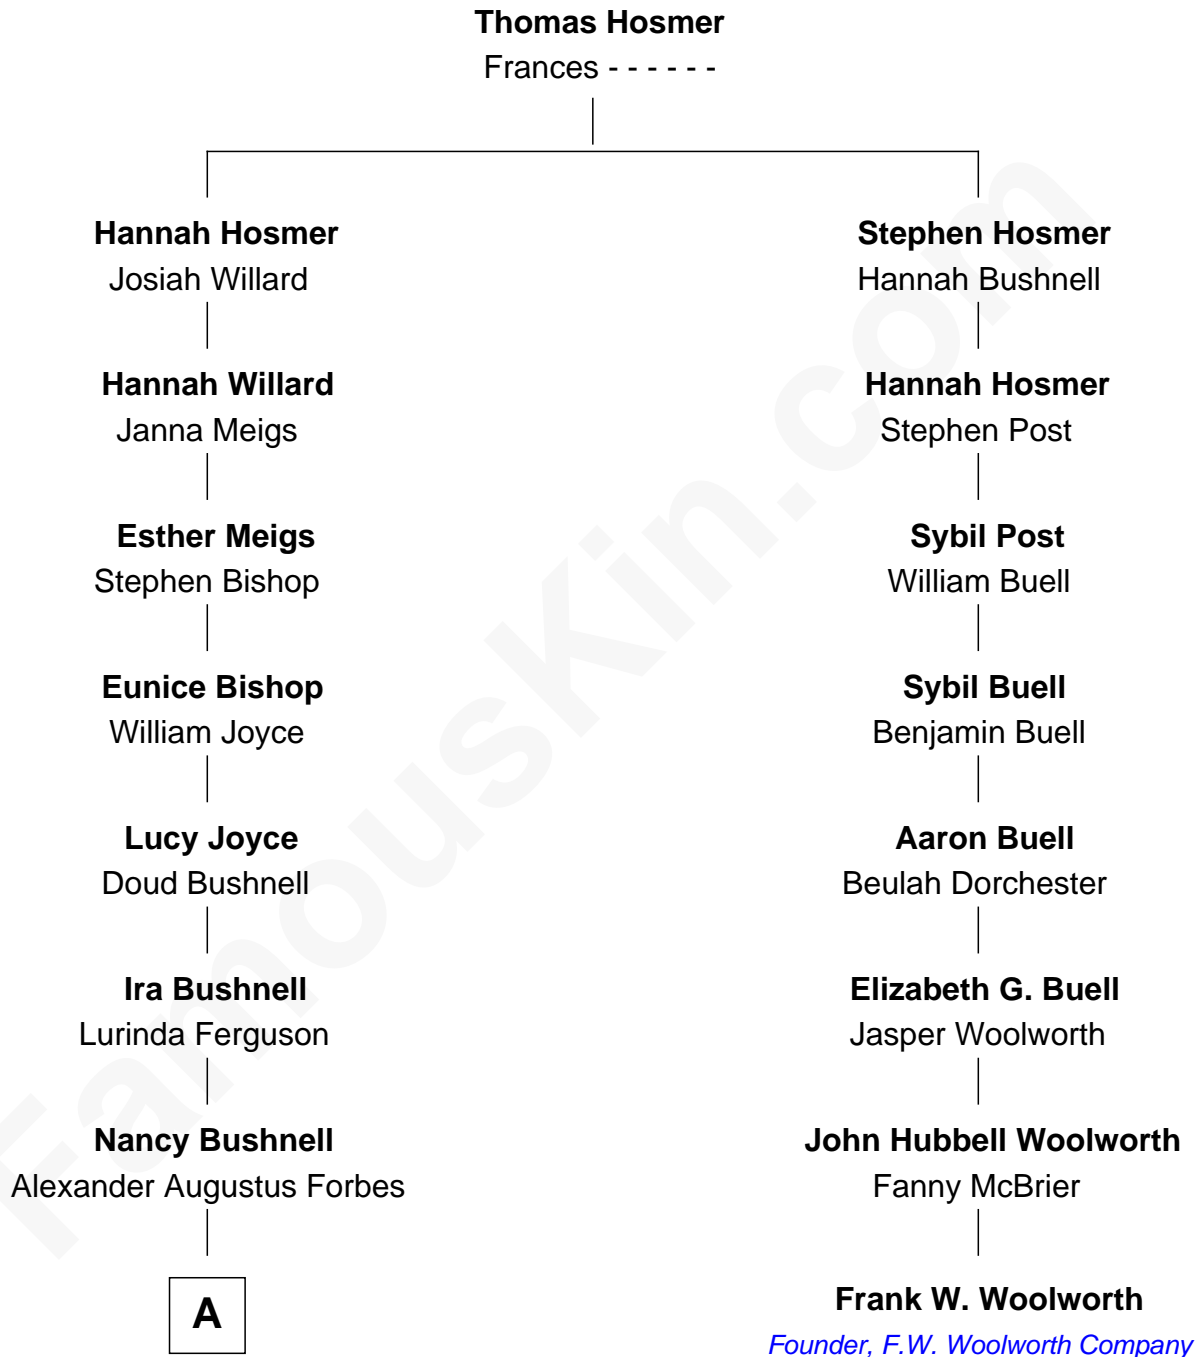 Thomas Hosmer
Frances - - - - - -
Hannah Hosmer
Josiah Willard
Hannah Willard
Janna Meigs
Esther Meigs
Stephen Bishop
Eunice Bishop
William Joyce
Lucy Joyce
Doud Bushnell
Ira Bushnell
Lurinda Ferguson
Nancy Bushnell
Alexander Augustus Forbes
A
Stephen Hosmer
Hannah Bushnell
Hannah Hosmer
Stephen Post
Sybil Post
William Buell
Sybil Buell
Benjamin Buell
Aaron Buell
Beulah Dorchester
Elizabeth G. Buell
Jasper Woolworth
John Hubbell Woolworth
Fanny McBrier
Frank W. Woolworth
Founder, F.W. Woolworth Company
FamousKin.com